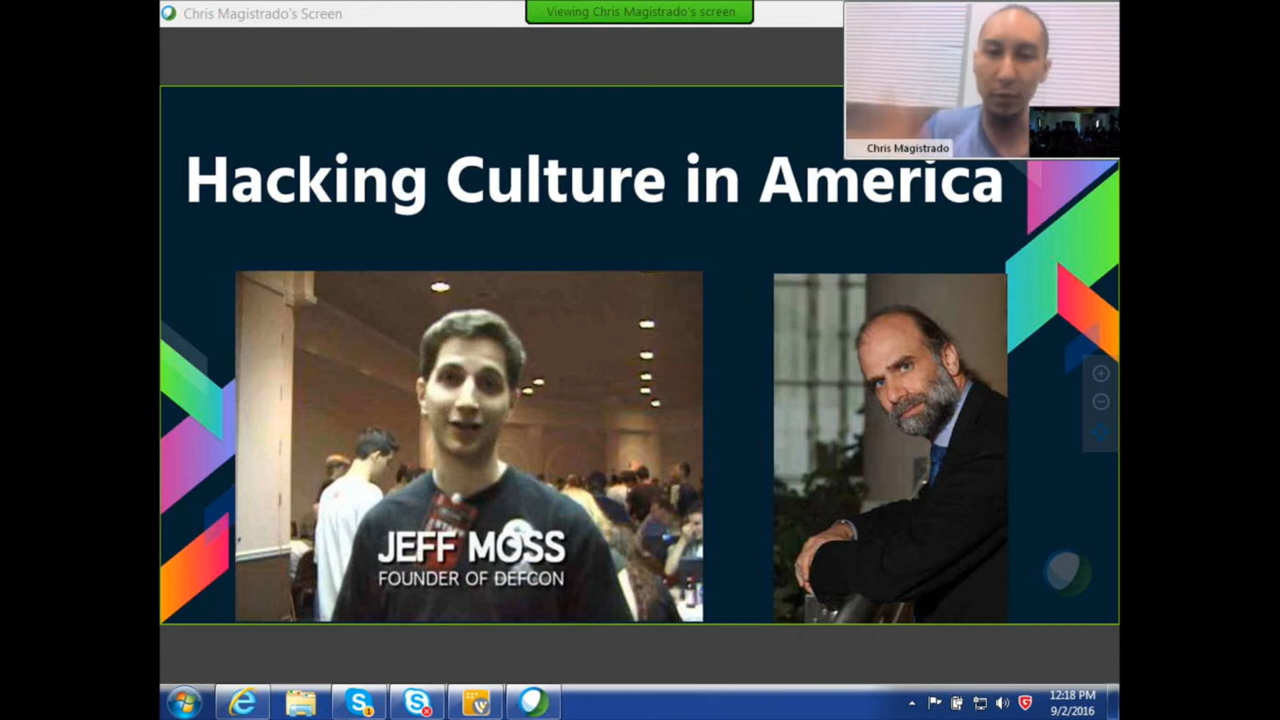 Chris Magistrado's Screen
Viewing Chris Magistrado's screen
Chris Magistrado
Hacking Culture in America
JEFF MOSS
FOUNDER OF DEFCON
12:18 PM
9/2/2016